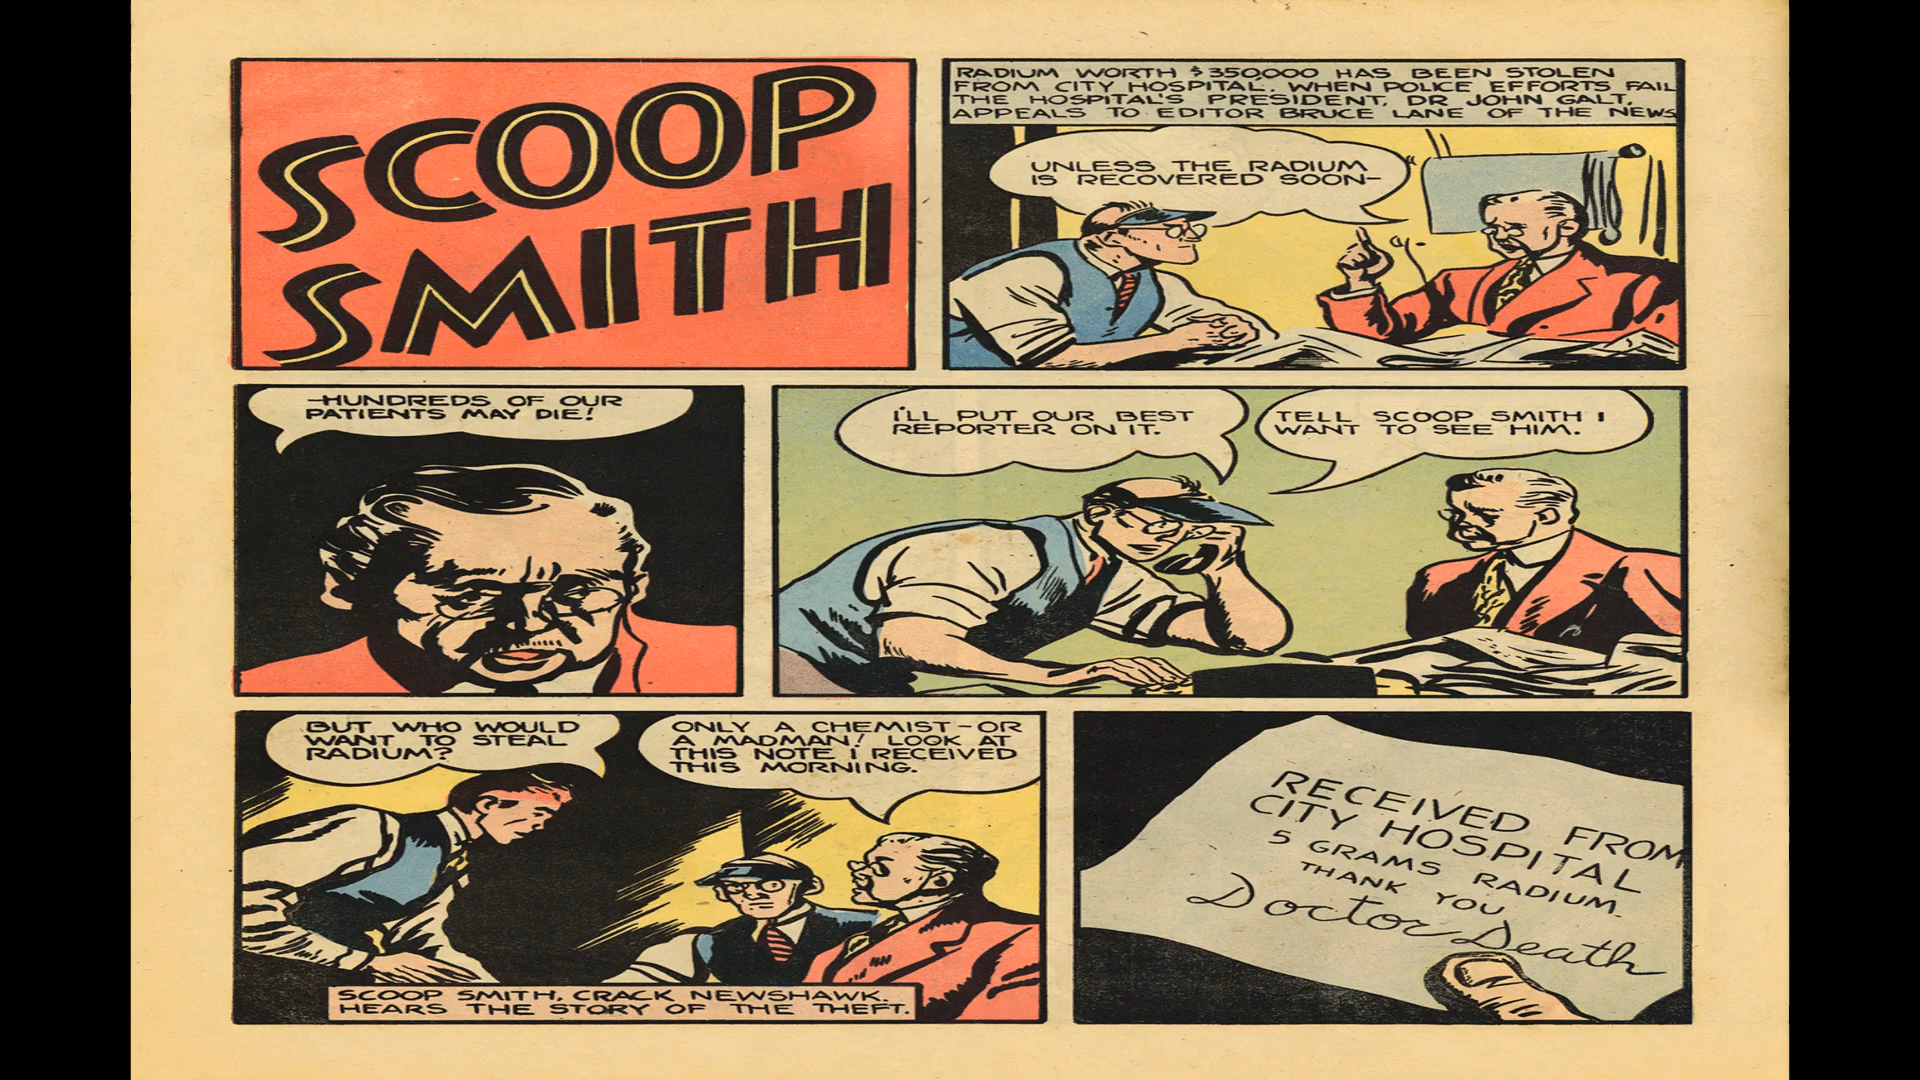 SCOOP
SMITH
RADIUM WORTH $350,000 HAS BEEN STOLEN
FROM CITY HOSPITAL. WHEN POLICE EFFORTS FAIL
THE HOSPITAL'S PRESIDENT, DR JOHN GALT,
APPEALS TO EDITOR BRUCE LANE OF THE NEWS
UNLESS THE RADIUM
IS RECOVERED SOON-
-HUNDREDS OF OUR
PATIENTS MAY DIE!
I'LL PUT OUR BEST
REPORTER ON IT.
TELL SCOOP SMITH I
WANT TO SEE HIM.
BUT WHO WOULD
WANT TO STEAL
RADIUM?
ONLY A CHEMIST-OR
A MADMAN! LOOK AT
THIS NOTE I RECEIVED
THIS MORNING.
SCOOP SMITH, CRACK NEWSHAWK.
HEARS THE STORY OF THE THEFT.
RECEIVED FROM
CITY HOSPITAL
5 GRAMS RADIUM.
THANK YOU
Doctor Death